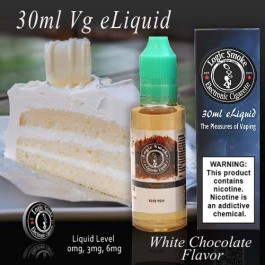 30ml Vg eLiquid
Logic Smoke
Electronic Cigarette
30ml eLiquid
The Pleasures of Vaping
WARNING:
This product
contains
nicotine.
Nicotine is
an addictive
chemical.
Liquid Level
0mg, 3mg, 6mg
White Chocolate
Flavor